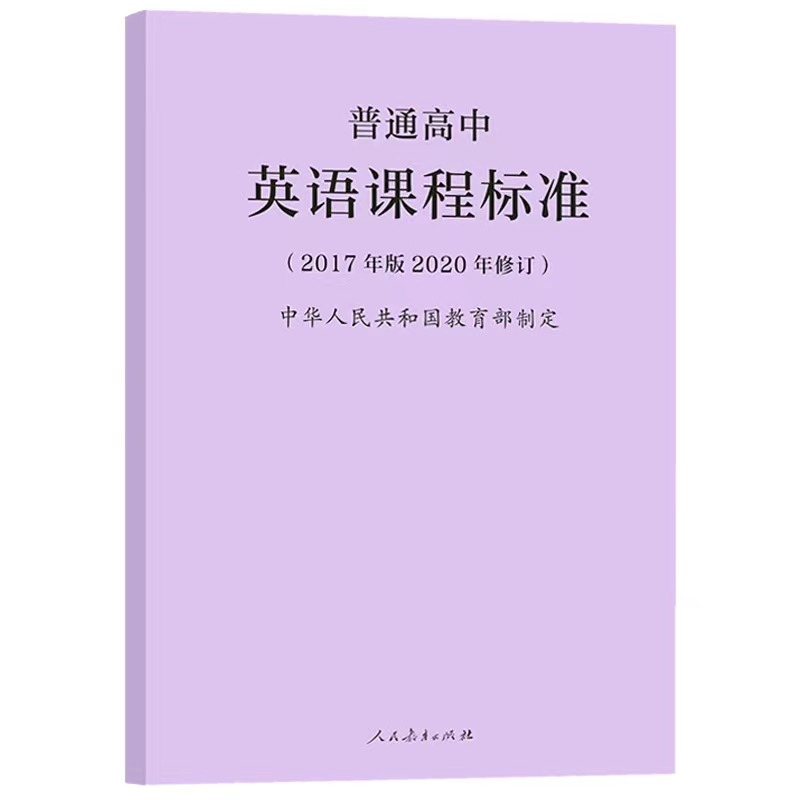 普通高中
英语课程标准
（2017年版2020年修订）
中华人民共和国教育部制定
人民教育出版社